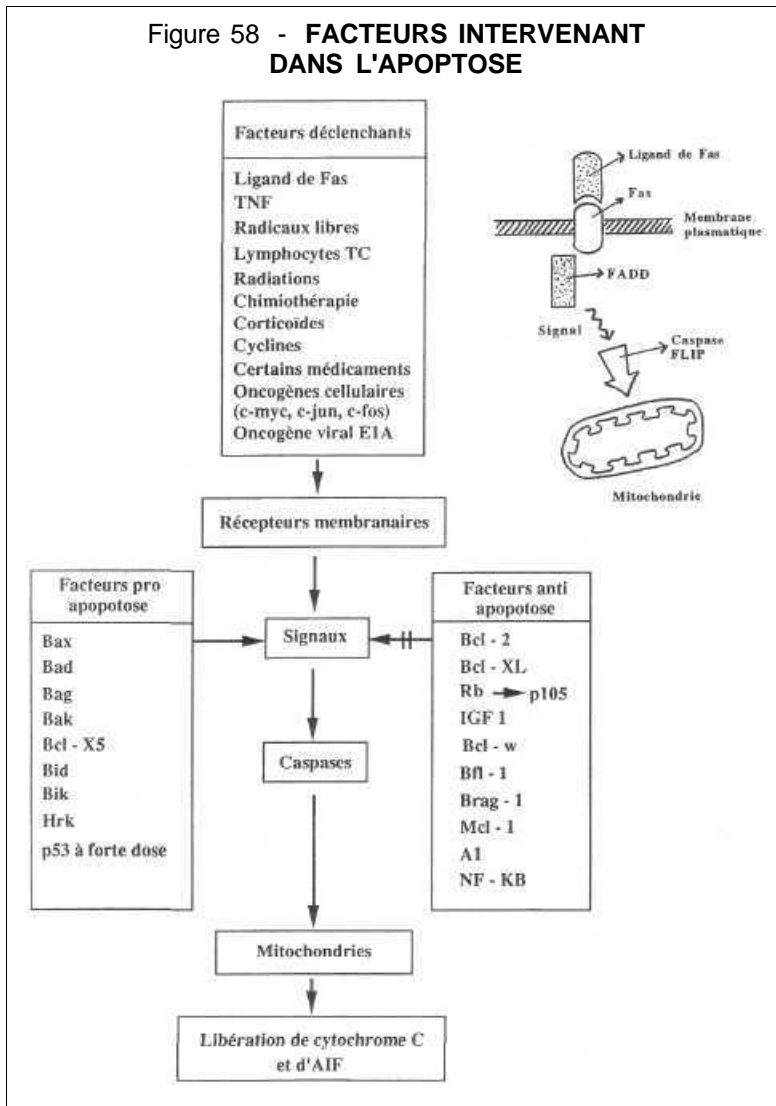 Figure 58 - FACTEURS INTERVENANT
DANS L'APOPTOSE
Facteurs déclenchants
Ligand de Fas
TNF
Radicaux libres
Lymphocytes TC
Radiations
Chimiothérapie
Corticoïdes
Cyclines
Certains médicaments
Oncogènes cellulaires
(c-myc, c-jun, c-fos)
Oncogène viral E1A
Ligand de Fas
Fas
Membrane
plasmatique
FADD
Signal
Caspase
FLIP
Mitochondrie
Récepteurs membranaires
Facteurs pro
apopotose
Bax
Bad
Bag
Bak
Bcl - X5
Bid
Bik
Hrk
p53 à forte dose
Signaux
Facteurs anti
apopotose
Bcl - 2
Bcl - XL
Rb → p105
IGF 1
Bcl - w
Bfl - 1
Brag - 1
Mcl - 1
A1
NF - KB
Caspases
Mitochondries
Libération de cytochrome C
et d'AIF